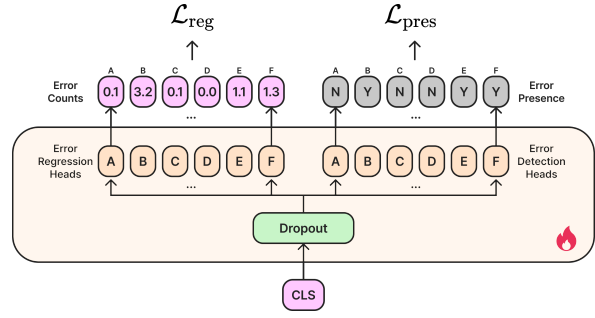 ℒreg ℒpres
A B C D E F A B C D E F
Error Counts 0.1 3.2 0.1 0.0 1.1 1.3 N Y N N Y Y Error Presence
... ...
Error Regression Heads A B C D E F A B C D E F Error Detection Heads
... ...
Dropout
CLS